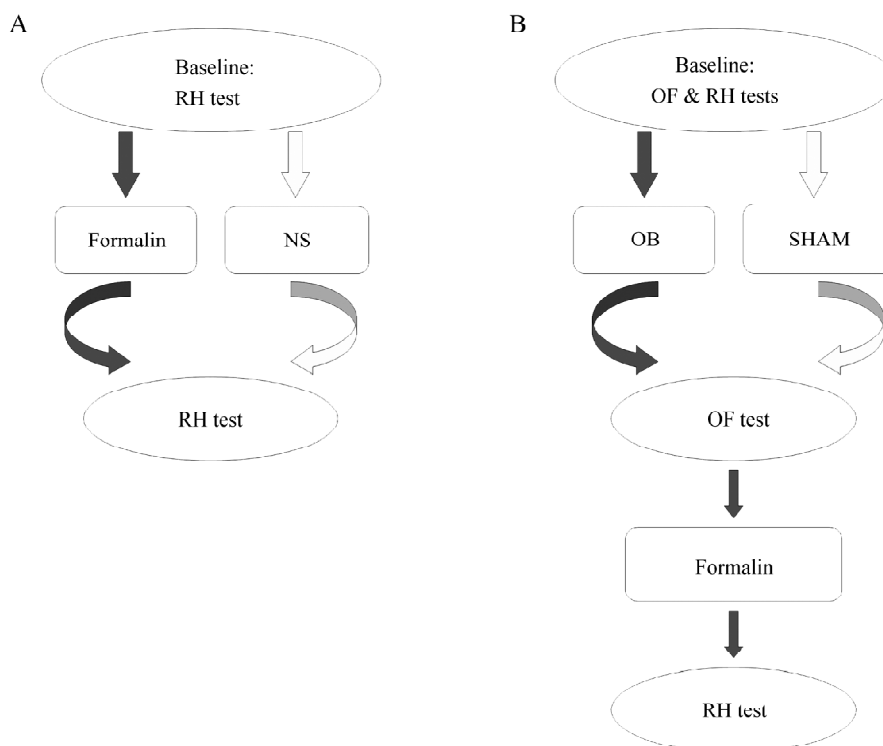 A
Baseline:
RH test
Formalin
NS
RH test
B
Baseline:
OF & RH tests
OB
SHAM
OF test
Formalin
RH test